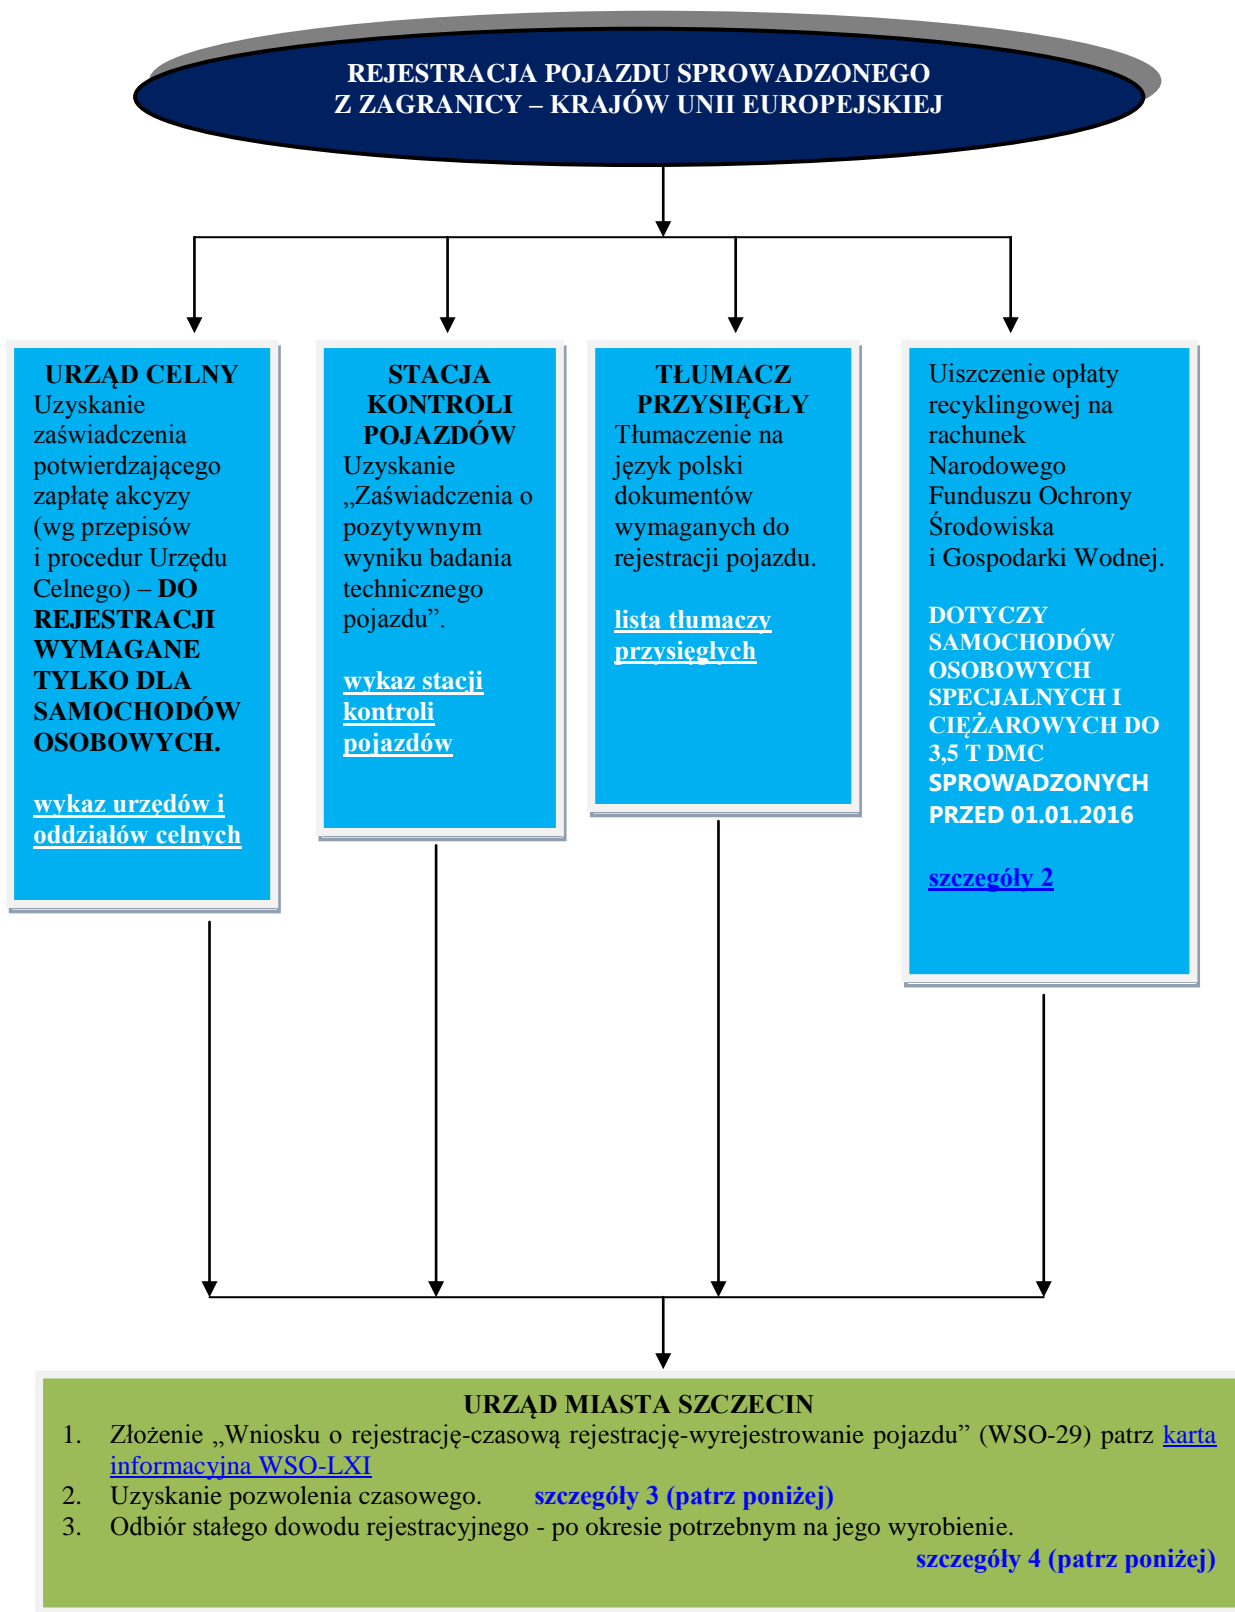 REJESTRACJA POJAZDU SPROWADZONEGO
Z ZAGRANICY – KRAJÓW UNII EUROPEJSKIEJ
URZĄD CELNY
Uzyskanie
zaświadczenia
potwierdzającego
zapłatę akcyzy
(wg przepisów
i procedur Urzędu
Celnego) – DO
REJESTRACJI
WYMAGANE
TYLKO DLA
SAMOCHODÓW
OSOBOWYCH.
wykaz urzędów i
oddziałów celnych
STACJA
KONTROLI
POJAZDÓW
Uzyskanie
„Zaświadczenia o
pozytywnym
wyniku badania
technicznego
pojazdu”.
wykaz stacji
kontroli
pojazdów
TŁUMACZ
PRZYSIĘGŁY
Tłumaczenie na
język polski
dokumentów
wymaganych do
rejestracji pojazdu.
lista tłumaczy
przysięgłych
Uiszczenie opłaty
recyklingowej na
rachunek
Narodowego
Funduszu Ochrony
Środowiska
i Gospodarki Wodnej.
DOTYCZY
SAMOCHODÓW
OSOBOWYCH
SPECJALNYCH I
CIĘŻAROWYCH DO
3,5 T DMC
SPROWADZONYCH
PRZED 01.01.2016
szczegóły 2
URZĄD MIASTA SZCZECIN
1. Złożenie „Wniosku o rejestrację-czasową rejestrację-wyrejestrowanie pojazdu” (WSO-29) patrz karta
informacyjna WSO-LXI
2. Uzyskanie pozwolenia czasowego. szczegóły 3 (patrz poniżej)
3. Odbiór stałego dowodu rejestracyjnego - po okresie potrzebnym na jego wyrobienie.
szczegóły 4 (patrz poniżej)